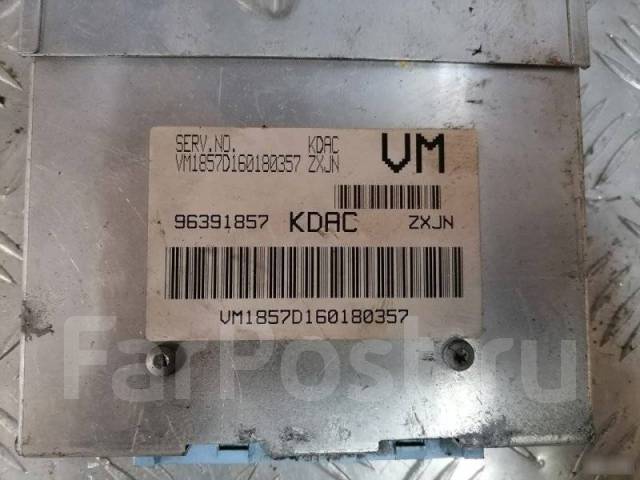 SERV.NO. KDAC VM
VM1857D160180357 ZXJN
96391857 KDAC ZXJN
VM1857D160180357
FarPost.ru